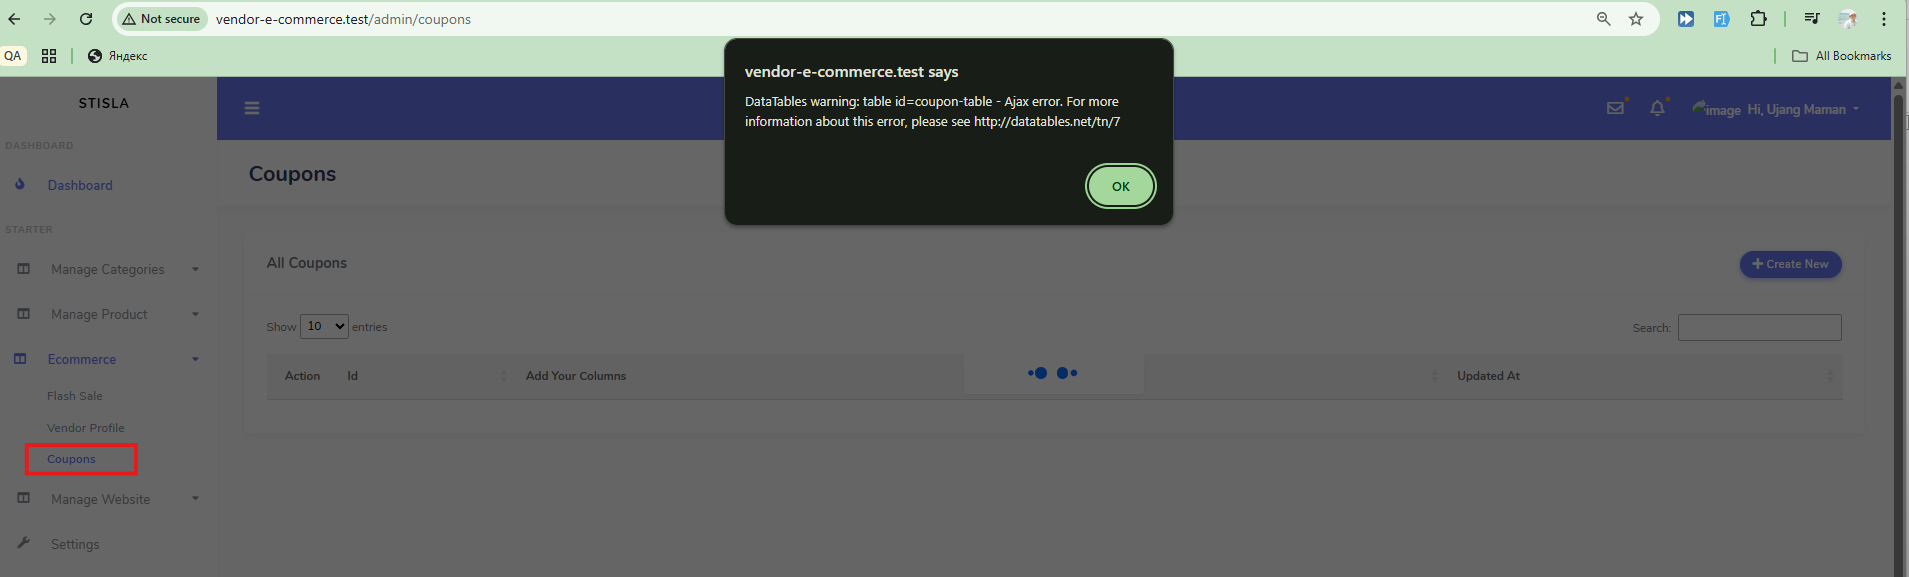 Not secure vendor-e-commerce.test/admin/coupons
QA Яндекс All Bookmarks
vendor-e-commerce.test says
DataTables warning: table id=coupon-table - Ajax error. For more
information about this error, please see http://datatables.net/tn/7
OK
STISLA
image Hi, Ujang Maman
DASHBOARD
Dashboard
STARTER
Manage Categories
Manage Product
Ecommerce
Flash Sale
Vendor Profile
Coupons
Manage Website
Settings
Coupons
All Coupons
Create New
Show 10 entries
Search:
Action Id Add Your Columns Updated At